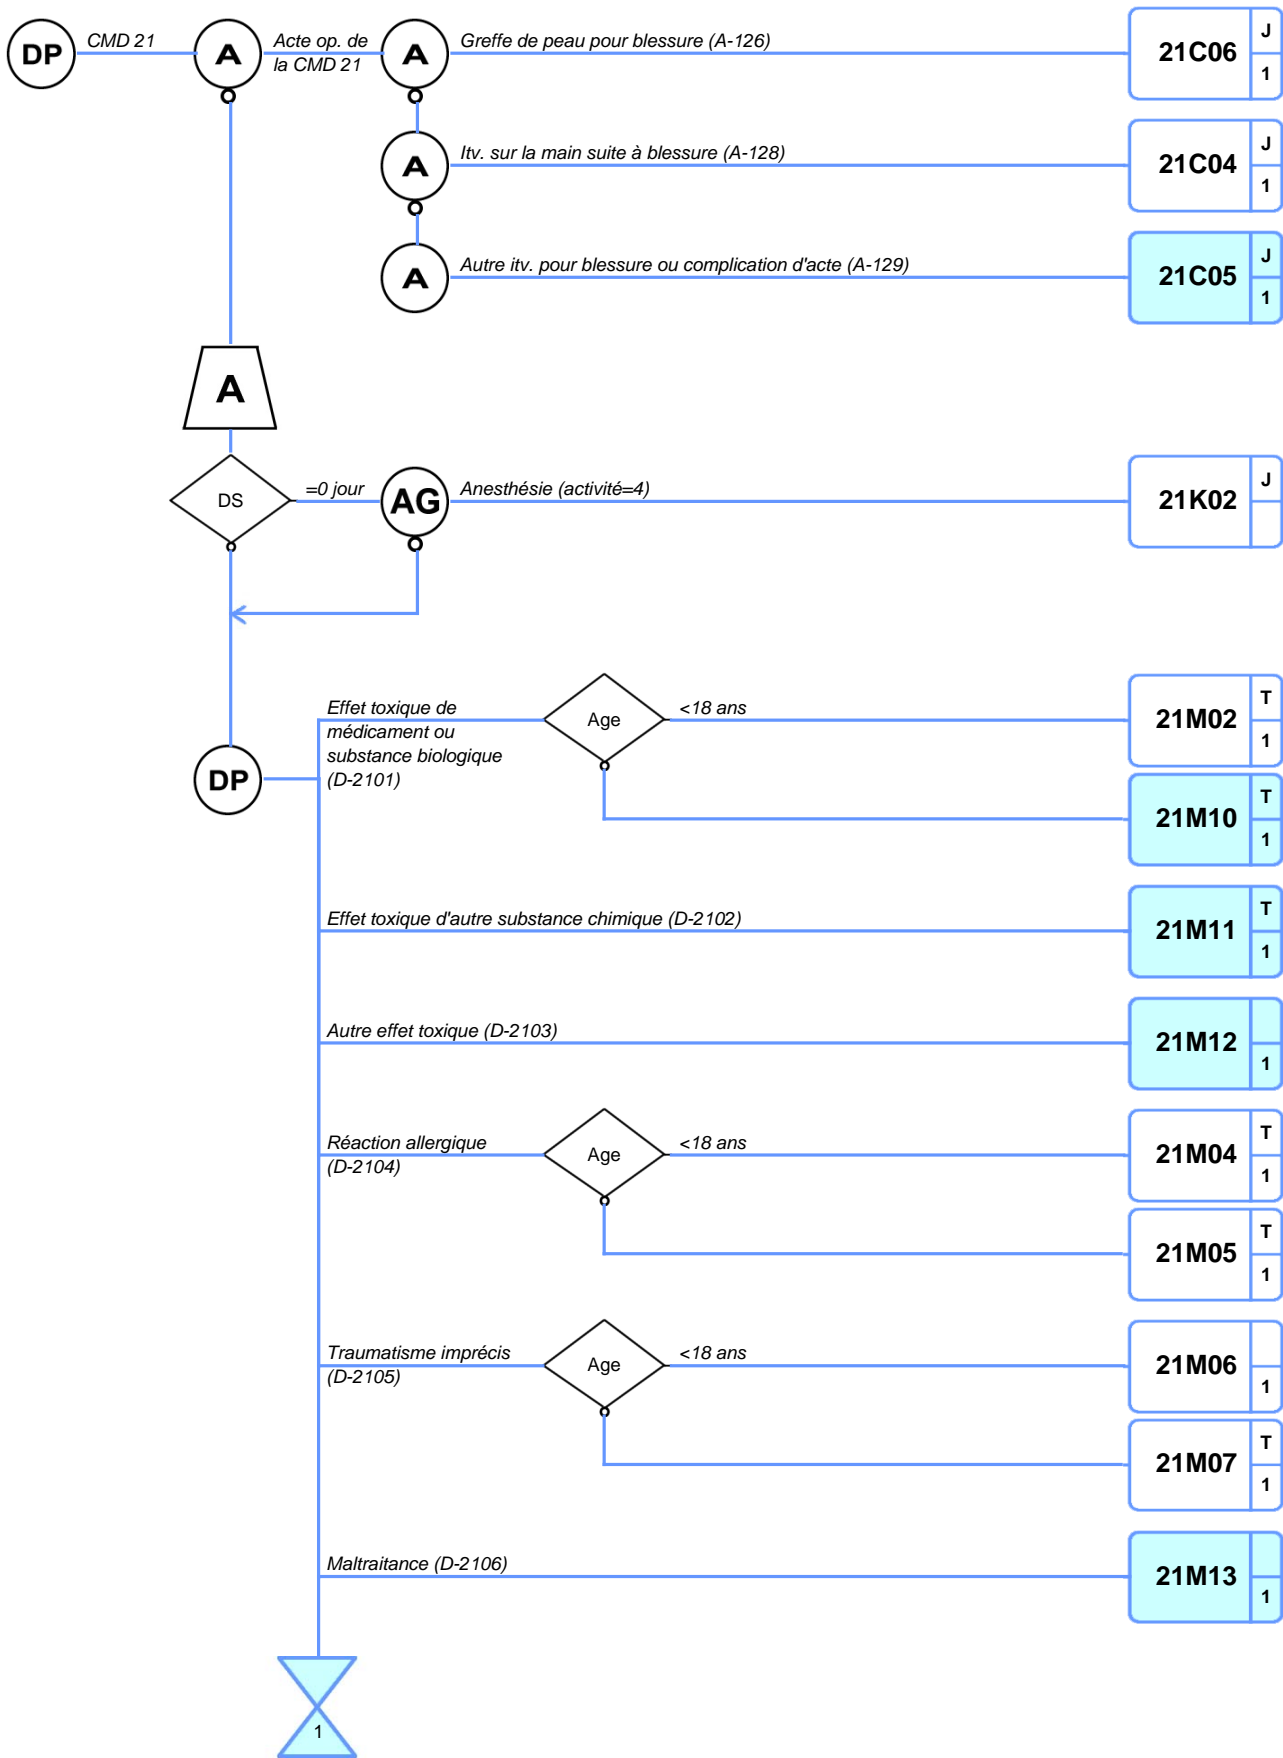 DP
CMD 21
A
Acte op. de
la CMD 21
A
Greffe de peau pour blessure (A-126)
21C06
J
1
A
Itv. sur la main suite à blessure (A-128)
21C04
J
1
A
Autre itv. pour blessure ou complication d'acte (A-129)
21C05
J
1
A
DS
=0 jour
AG
Anesthésie (activité=4)
21K02
J
DP
Effet toxique de
médicament ou
substance biologique
(D-2101)
Age
<18 ans
21M02
T
1
21M10
T
1
Effet toxique d'autre substance chimique (D-2102)
21M11
T
1
Autre effet toxique (D-2103)
21M12
1
Réaction allergique
(D-2104)
Age
<18 ans
21M04
T
1
21M05
T
1
Traumatisme imprécis
(D-2105)
Age
<18 ans
21M06
1
21M07
T
1
Maltraitance (D-2106)
21M13
1
1